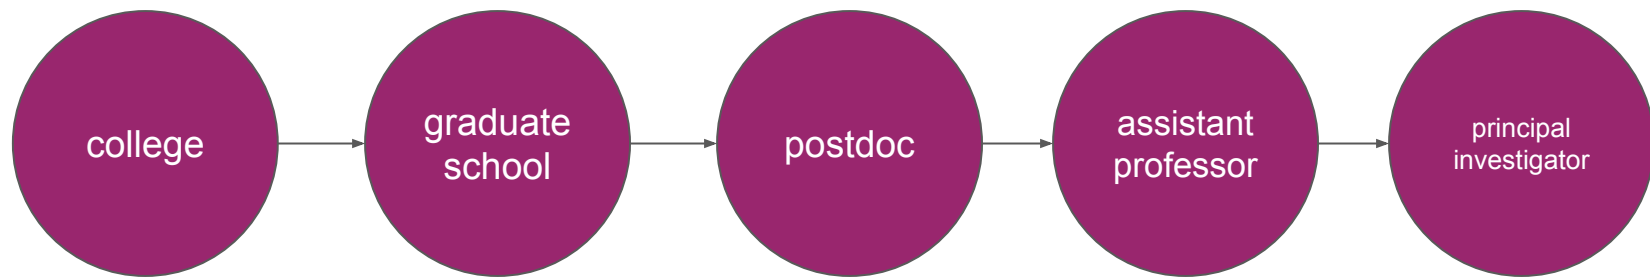 college
graduate
school
postdoc
assistant
professor
principal
investigator